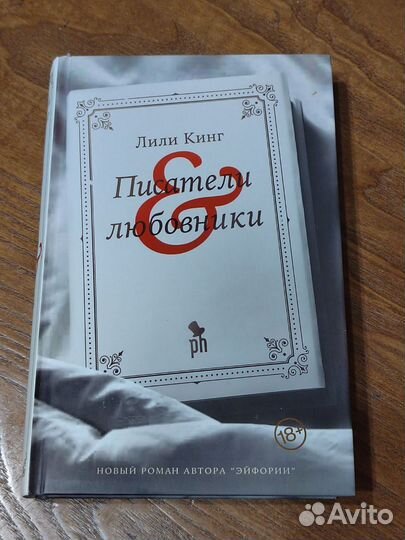 Лили Кинг
Писатели
&
любовники
ph
18+
НОВЫЙ РОМАН АВТОРА "ЭЙФОРИИ"
Avito